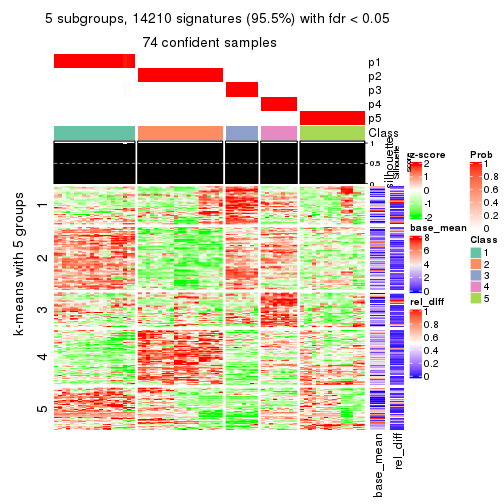 5 subgroups, 14210 signatures (95.5%) with fdr < 0.05
74 confident samples
p1
p2
p3
p4
p5
Class
1
0.5
0
silhouette
Silhouette
score
k-means with 5 groups
1
2
3
4
5
base_mean
rel_diff
z-score
2
1
0
-1
-2
base_mean
8
6
4
2
0
rel_diff
1
0.8
0.6
0.4
0.2
0
Prob
1
0.8
0.6
0.4
0.2
0
Class
1
2
3
4
5